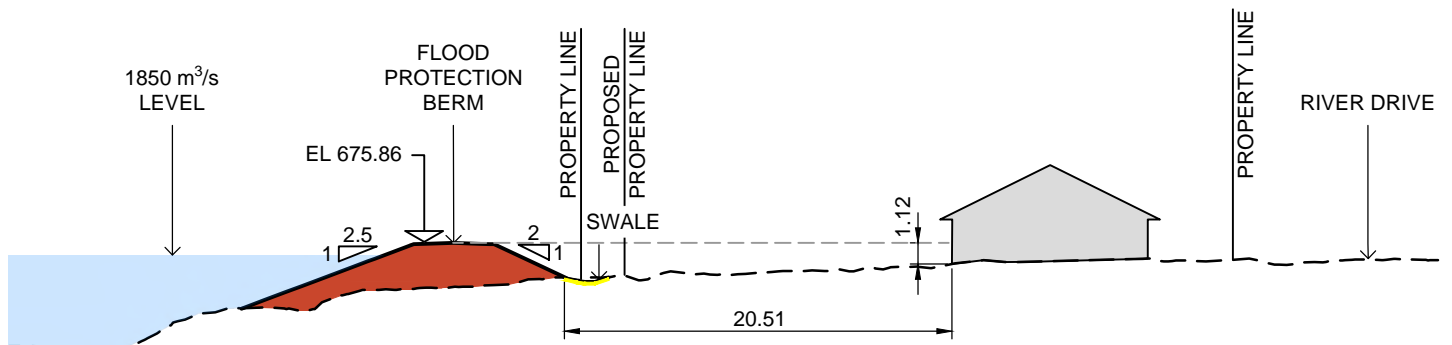 1850 m³/s
LEVEL
FLOOD
PROTECTION
BERM
EL 675.86
2.5
1
2
1
PROPERTY LINE
PROPOSED
PROPERTY LINE
SWALE
1.12
20.51
PROPERTY LINE
RIVER DRIVE